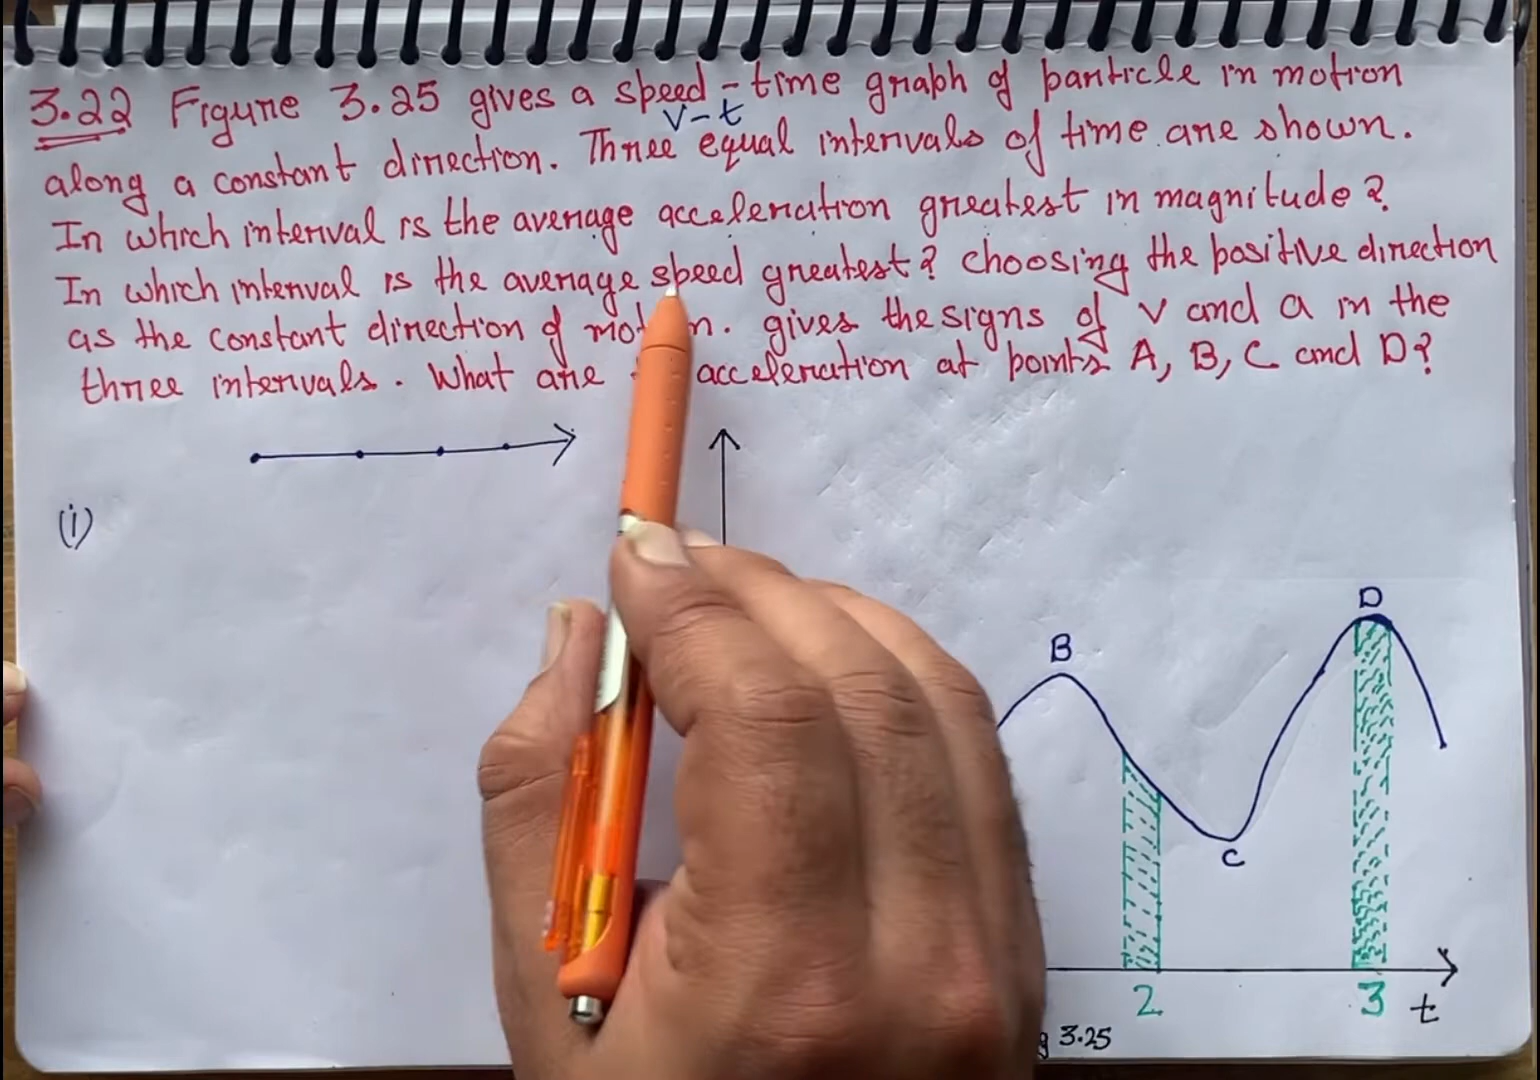 3.22 Figure 3.25 gives a speed-time graph of particle in motion
v-t
along a constant direction. Three equal intervals of time are shown.
In which interval is the average acceleration greatest in magnitude?
In which interval is the average speed greatest? Choosing the positive direction
as the constant direction of . gives the signs of v and a in the
three intervals. What are acceleration at points A, B, C and D?
(i)
D
B
C
2
3
t
3.25